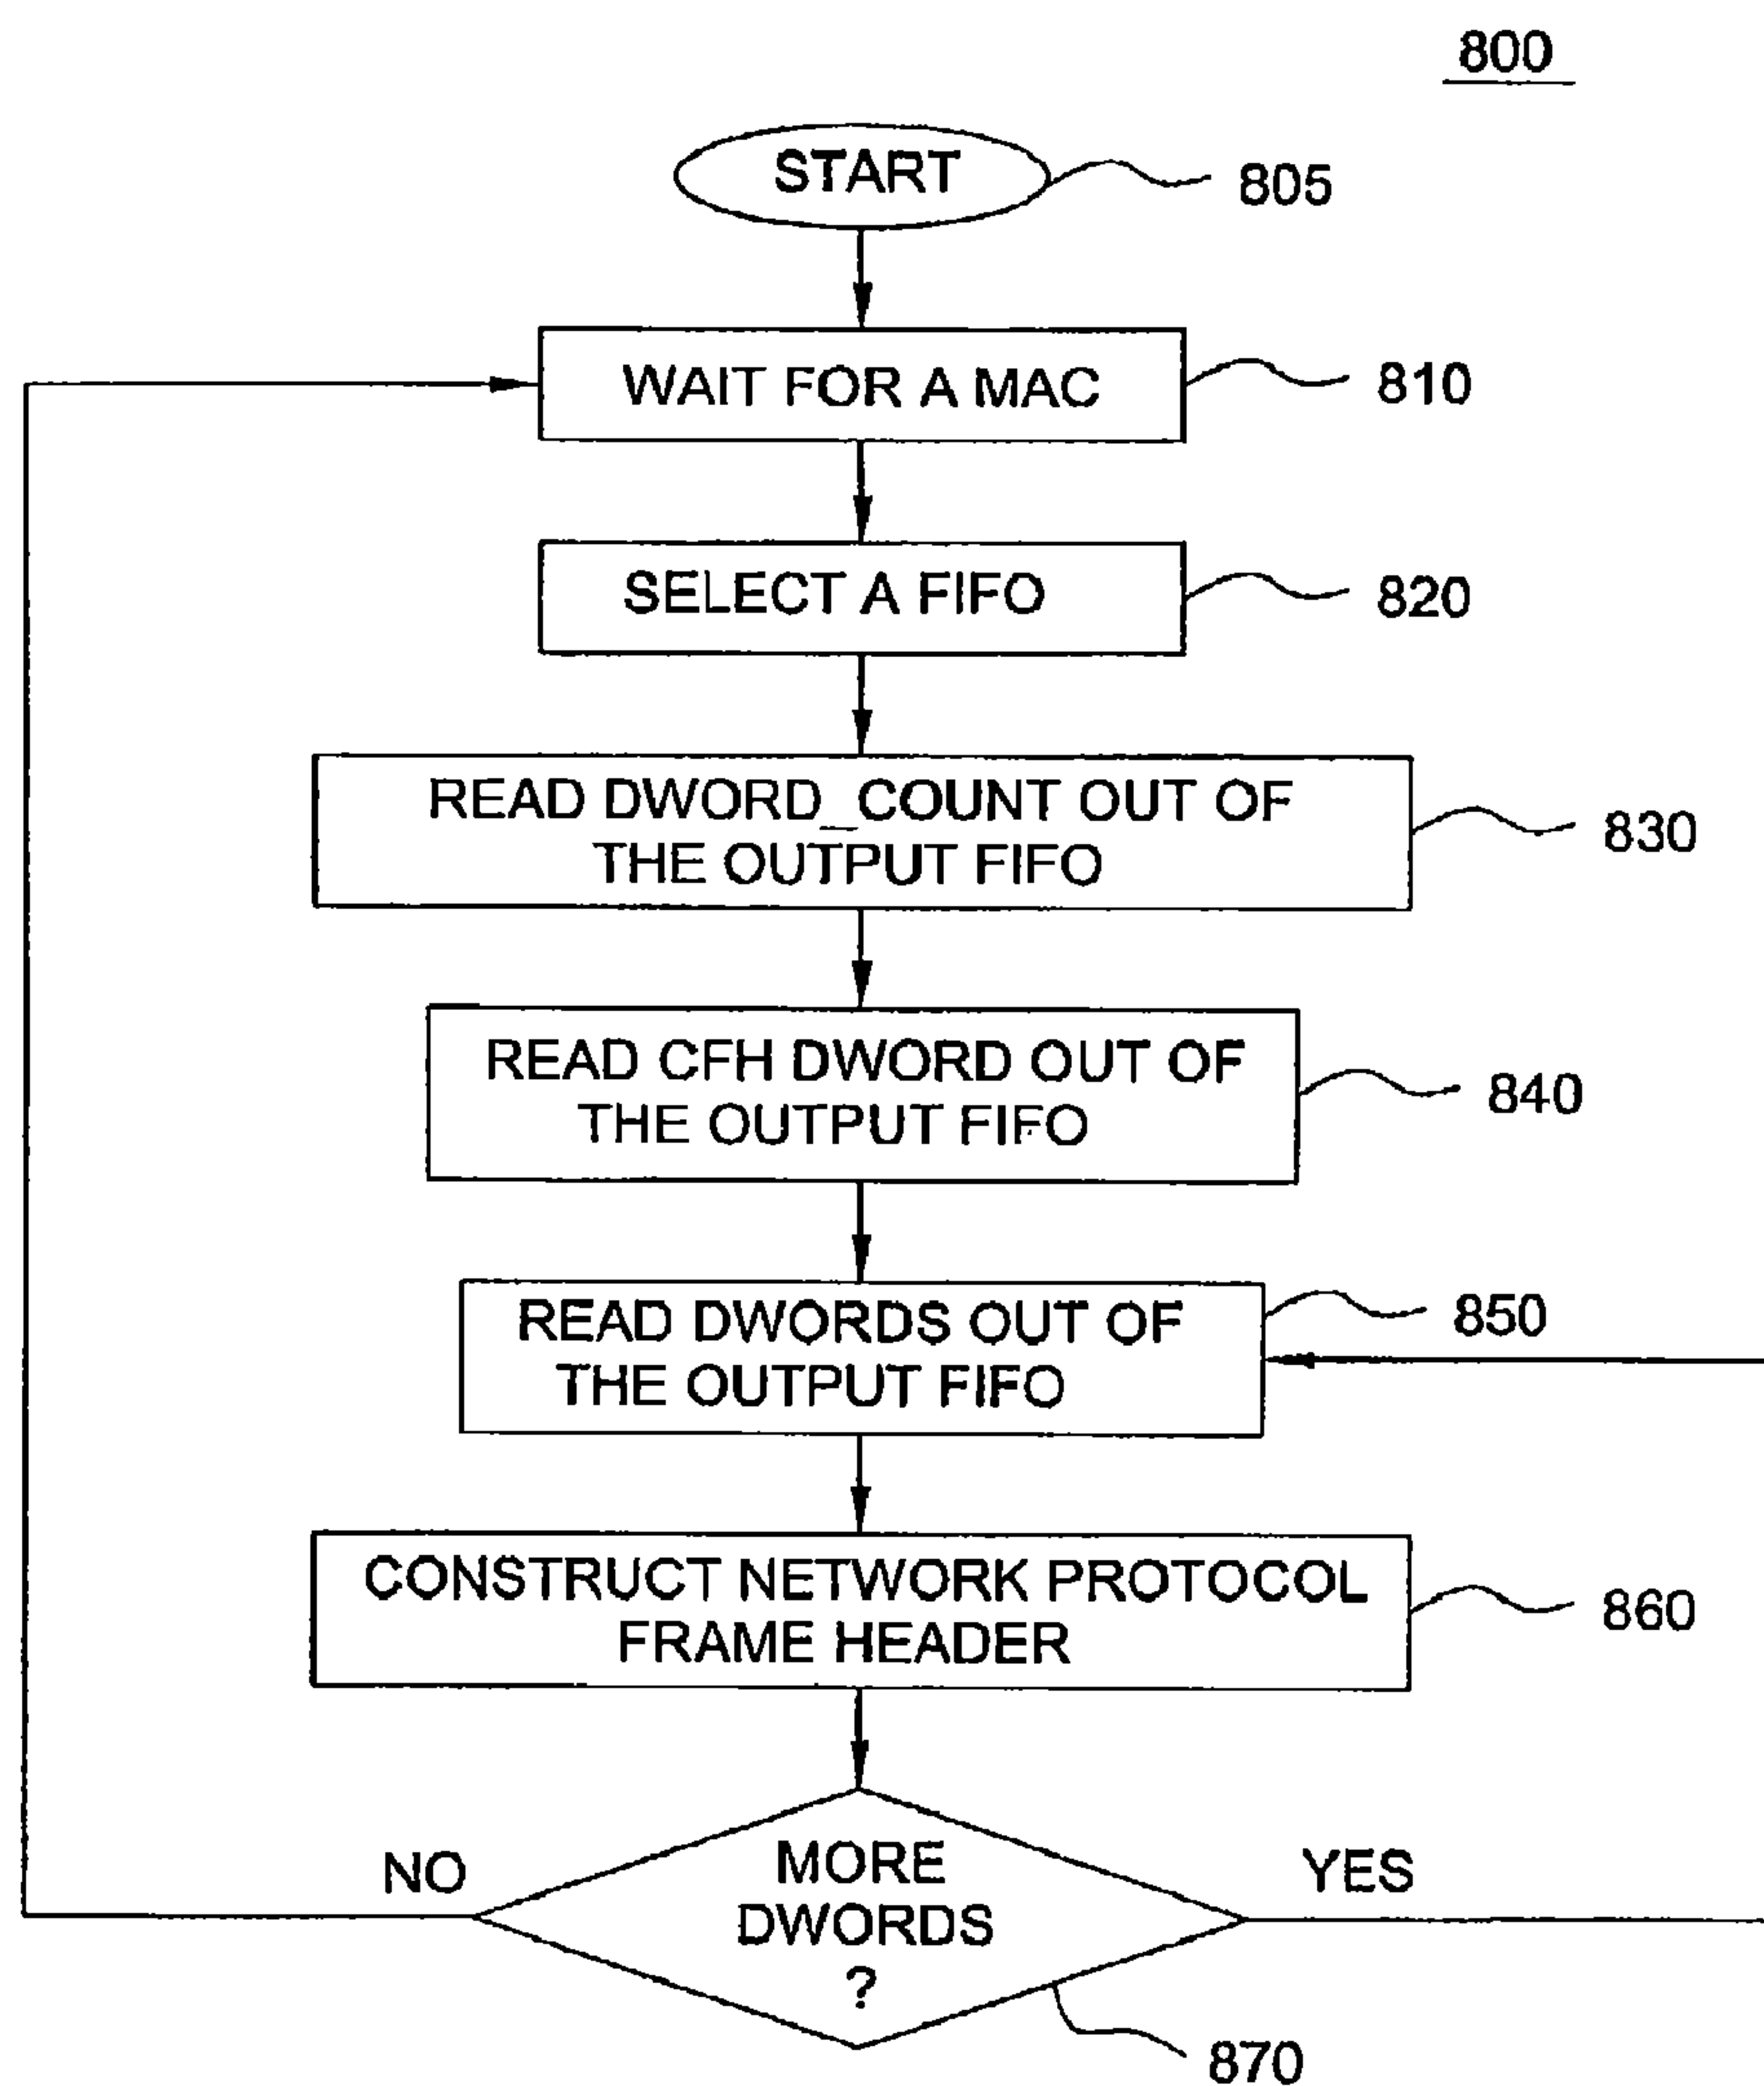 800
START
805
WAIT FOR A MAC
810
SELECT A FIFO
820
READ DWORD_COUNT OUT OF
THE OUTPUT FIFO
830
READ CFH DWORD OUT OF
THE OUTPUT FIFO
840
READ DWORDS OUT OF
THE OUTPUT FIFO
850
CONSTRUCT NETWORK PROTOCOL
FRAME HEADER
860
NO
MORE
DWORDS
?
YES
870